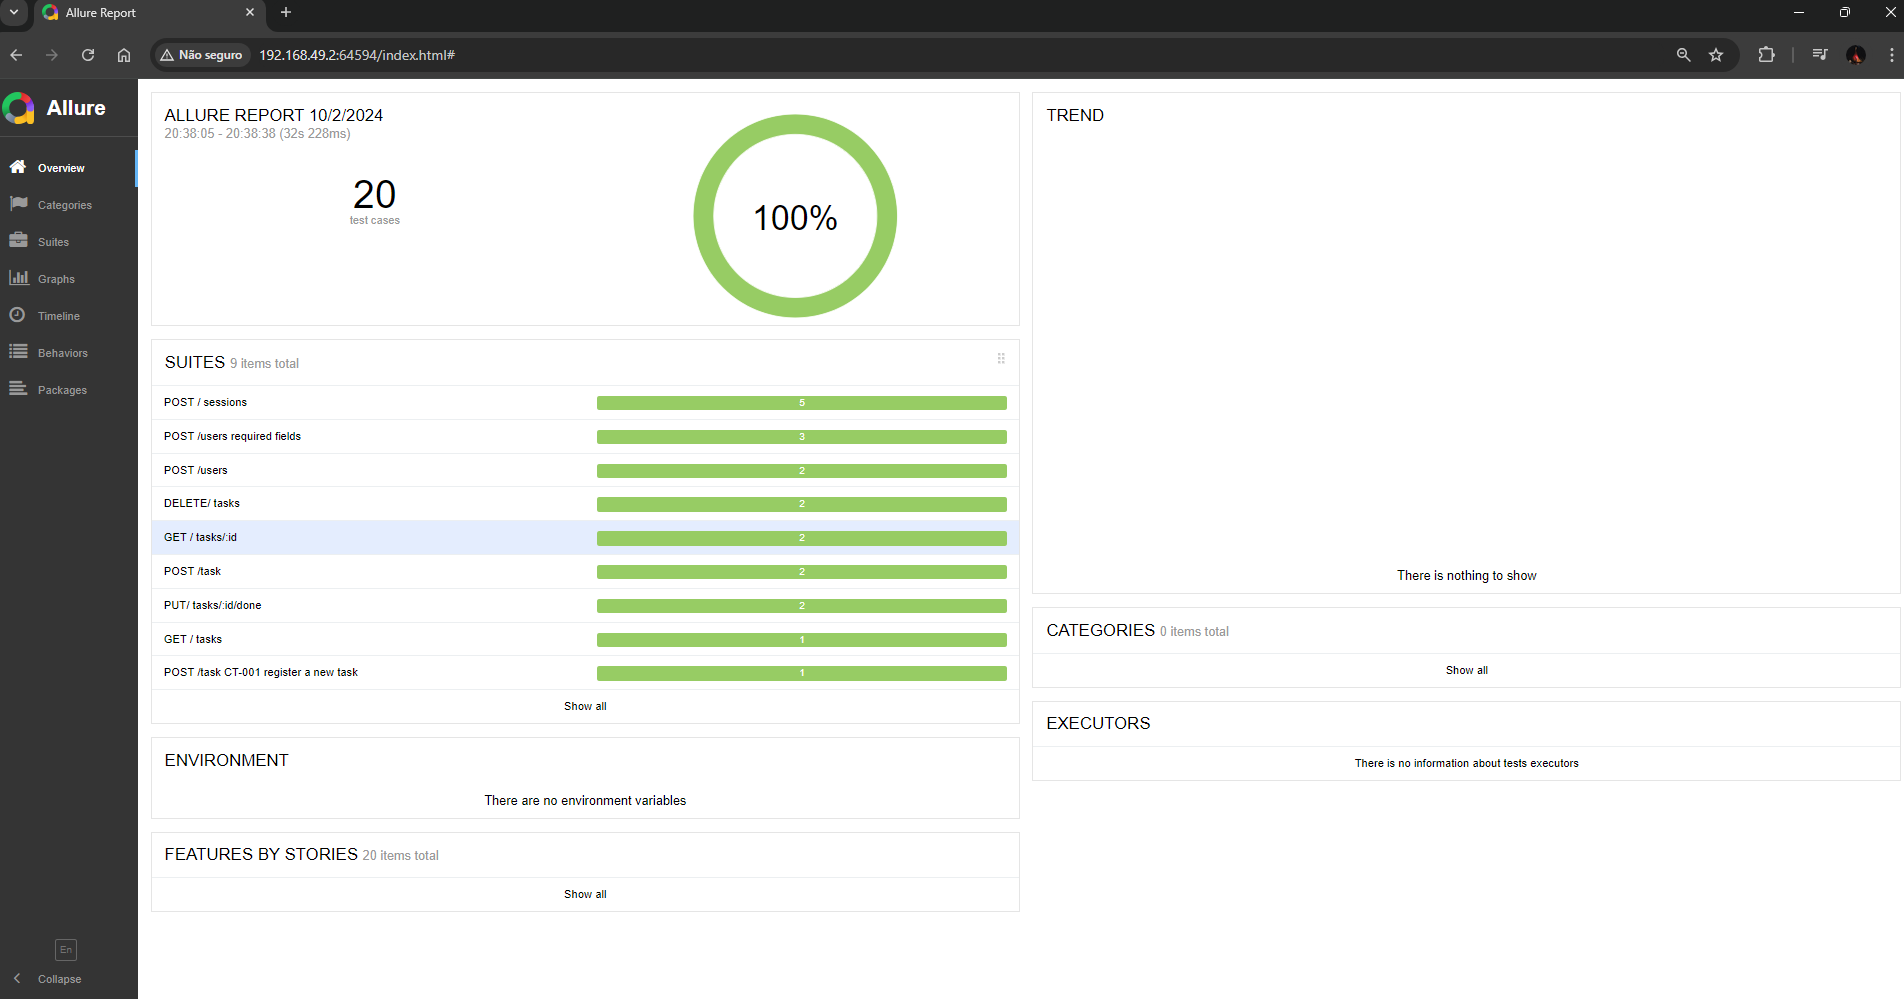 Allure Report
Não seguro
192.168.49.2:64594/index.html#
Allure
Overview
Categories
Suites
Graphs
Timeline
Behaviors
Packages
En
Collapse
ALLURE REPORT 10/2/2024
20:38:05 - 20:38:38 (32s 228ms)
20
test cases
100%
SUITES 9 items total
POST / sessions 5
POST /users required fields 3
POST /users 2
DELETE/ tasks 2
GET / tasks/:id 2
POST /task 2
PUT/ tasks/:id/done 2
GET / tasks 1
POST /task CT-001 register a new task 1
Show all
ENVIRONMENT
There are no environment variables
FEATURES BY STORIES 20 items total
Show all
TREND
There is nothing to show
CATEGORIES 0 items total
Show all
EXECUTORS
There is no information about tests executors